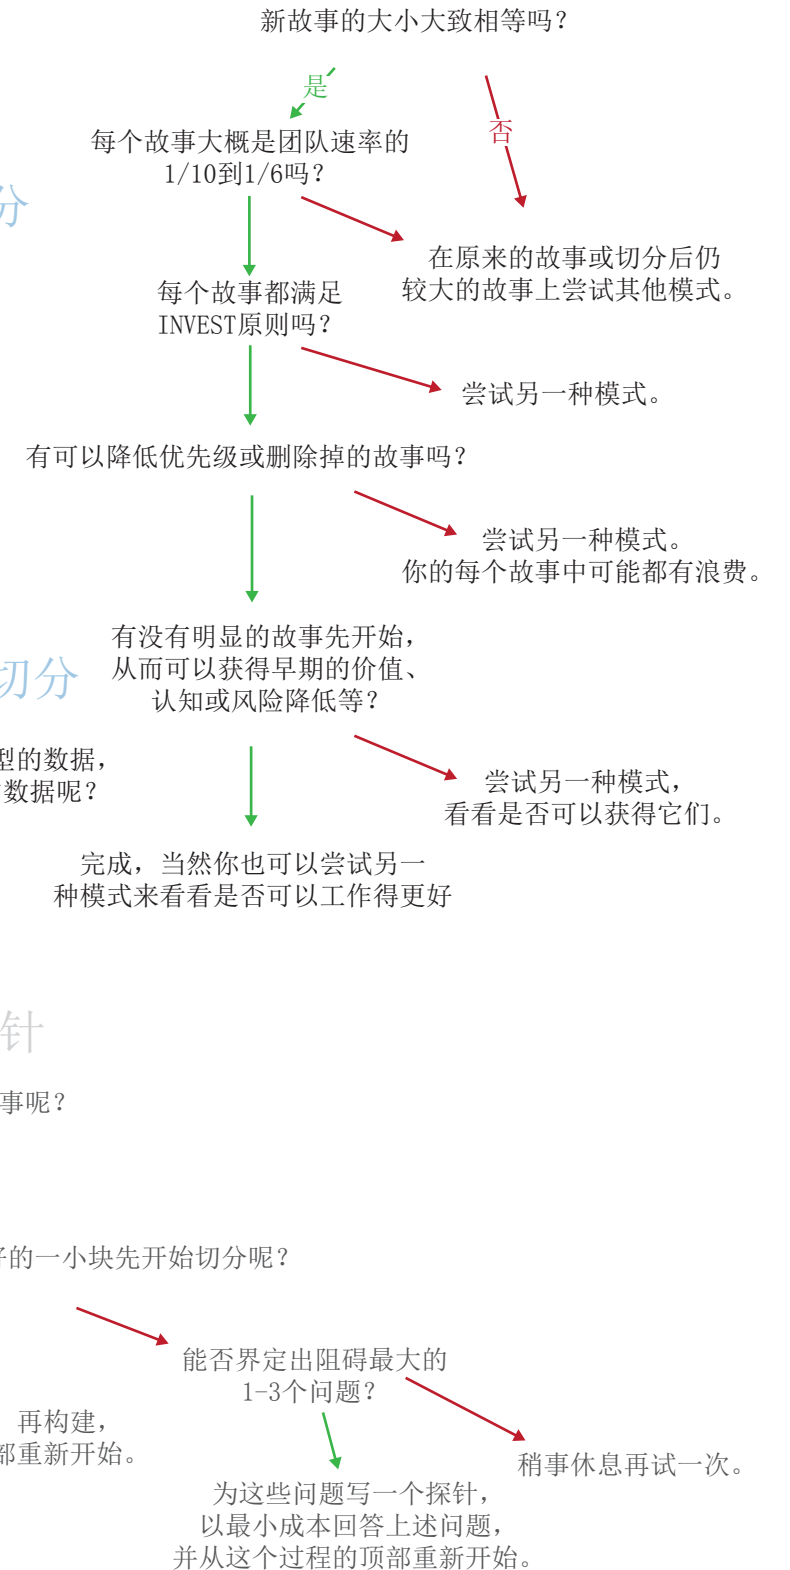 新故事的大小大致相等吗?
是
否
每个故事大概是团队速率的
1/10到1/6吗?
分
在原来的故事或切分后仍
较大的故事上尝试其他模式。
每个故事都满足
INVEST原则吗?
尝试另一种模式。
有可以降低优先级或删除掉的故事吗?
尝试另一种模式。
你的每个故事中可能都有浪费。
有没有明显的故事先开始,
从而可以获得早期的价值、
认知或风险降低等?
切分
型的数据,
数据呢?
尝试另一种模式,
看看是否可以获得它们。
完成, 当然你也可以尝试另一
种模式来看看是否可以工作得更好
针
事呢?
的一小块先开始切分呢?
能否界定出阻碍最大的
1-3个问题?
再构建,
部重新开始。
稍事休息再试一次。
为这些问题写一个探针,
以最小成本回答上述问题,
并从这个过程的顶部重新开始。